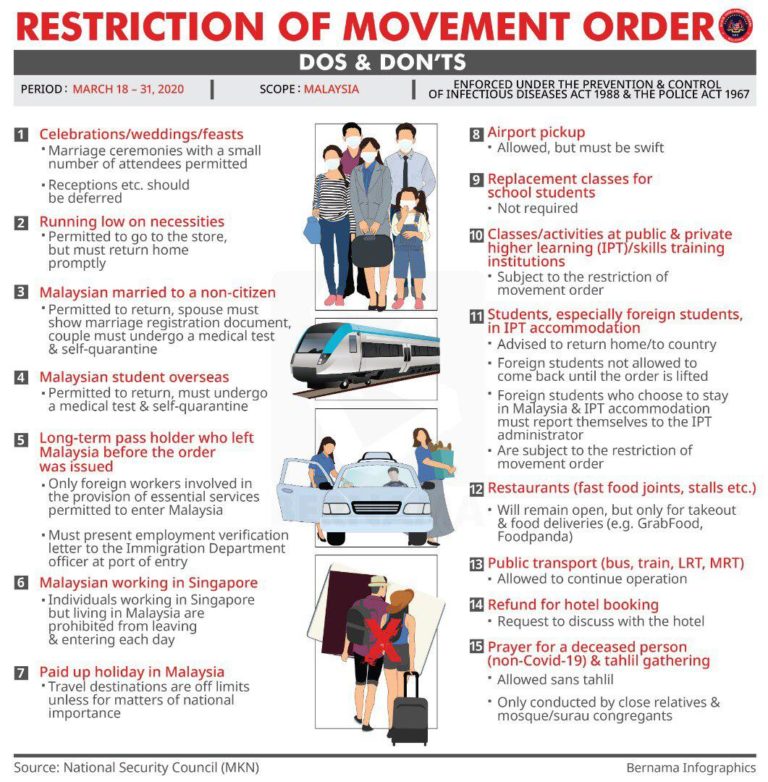 RESTRICTION OF MOVEMENT ORDER
DOS & DON'TS
PERIOD: MARCH 18 – 31, 2020
SCOPE: MALAYSIA
ENFORCED UNDER THE PREVENTION & CONTROL
OF INFECTIOUS DISEASES ACT 1988 & THE POLICE ACT 1967
1 Celebrations/weddings/feasts
• Marriage ceremonies with a small
number of attendees permitted
• Receptions etc. should
be deferred
2 Running low on necessities
• Permitted to go to the store,
but must return home
promptly
3 Malaysian married to a non-citizen
• Permitted to return, spouse must
show marriage registration document,
couple must undergo a medical test
& self-quarantine
4 Malaysian student overseas
• Permitted to return, must undergo
a medical test & self-quarantine
5 Long-term pass holder who left
Malaysia before the order
was issued
• Only foreign workers involved in
the provision of essential services
permitted to enter Malaysia
• Must present employment verification
letter to the Immigration Department
officer at port of entry
6 Malaysian working in Singapore
• Individuals working in Singapore
but living in Malaysia are
prohibited from leaving
& entering each day
7 Paid up holiday in Malaysia
• Travel destinations are off limits
unless for matters of national
importance
8 Airport pickup
• Allowed, but must be swift
9 Replacement classes for
school students
• Not required
10 Classes/activities at public & private
higher learning (IPT)/skills training
institutions
• Subject to the restriction of
movement order
11 Students, especially foreign students,
in IPT accommodation
• Advised to return home/to country
• Foreign students not allowed to
come back until the order is lifted
• Foreign students who choose to stay
in Malaysia & IPT accommodation
must report themselves to the IPT
administrator
• Are subject to the restriction of
movement order
12 Restaurants (fast food joints, stalls etc.)
• Will remain open, but only for takeout
& food deliveries (e.g. GrabFood,
Foodpanda)
13 Public transport (bus, train, LRT, MRT)
• Allowed to continue operation
14 Refund for hotel booking
• Request to discuss with the hotel
15 Prayer for a deceased person
(non-Covid-19) & tahlil gathering
• Allowed sans tahlil
• Only conducted by close relatives &
mosque/surau congregants
BERNAMA
Source: National Security Council (MKN)
Bernama Infographics